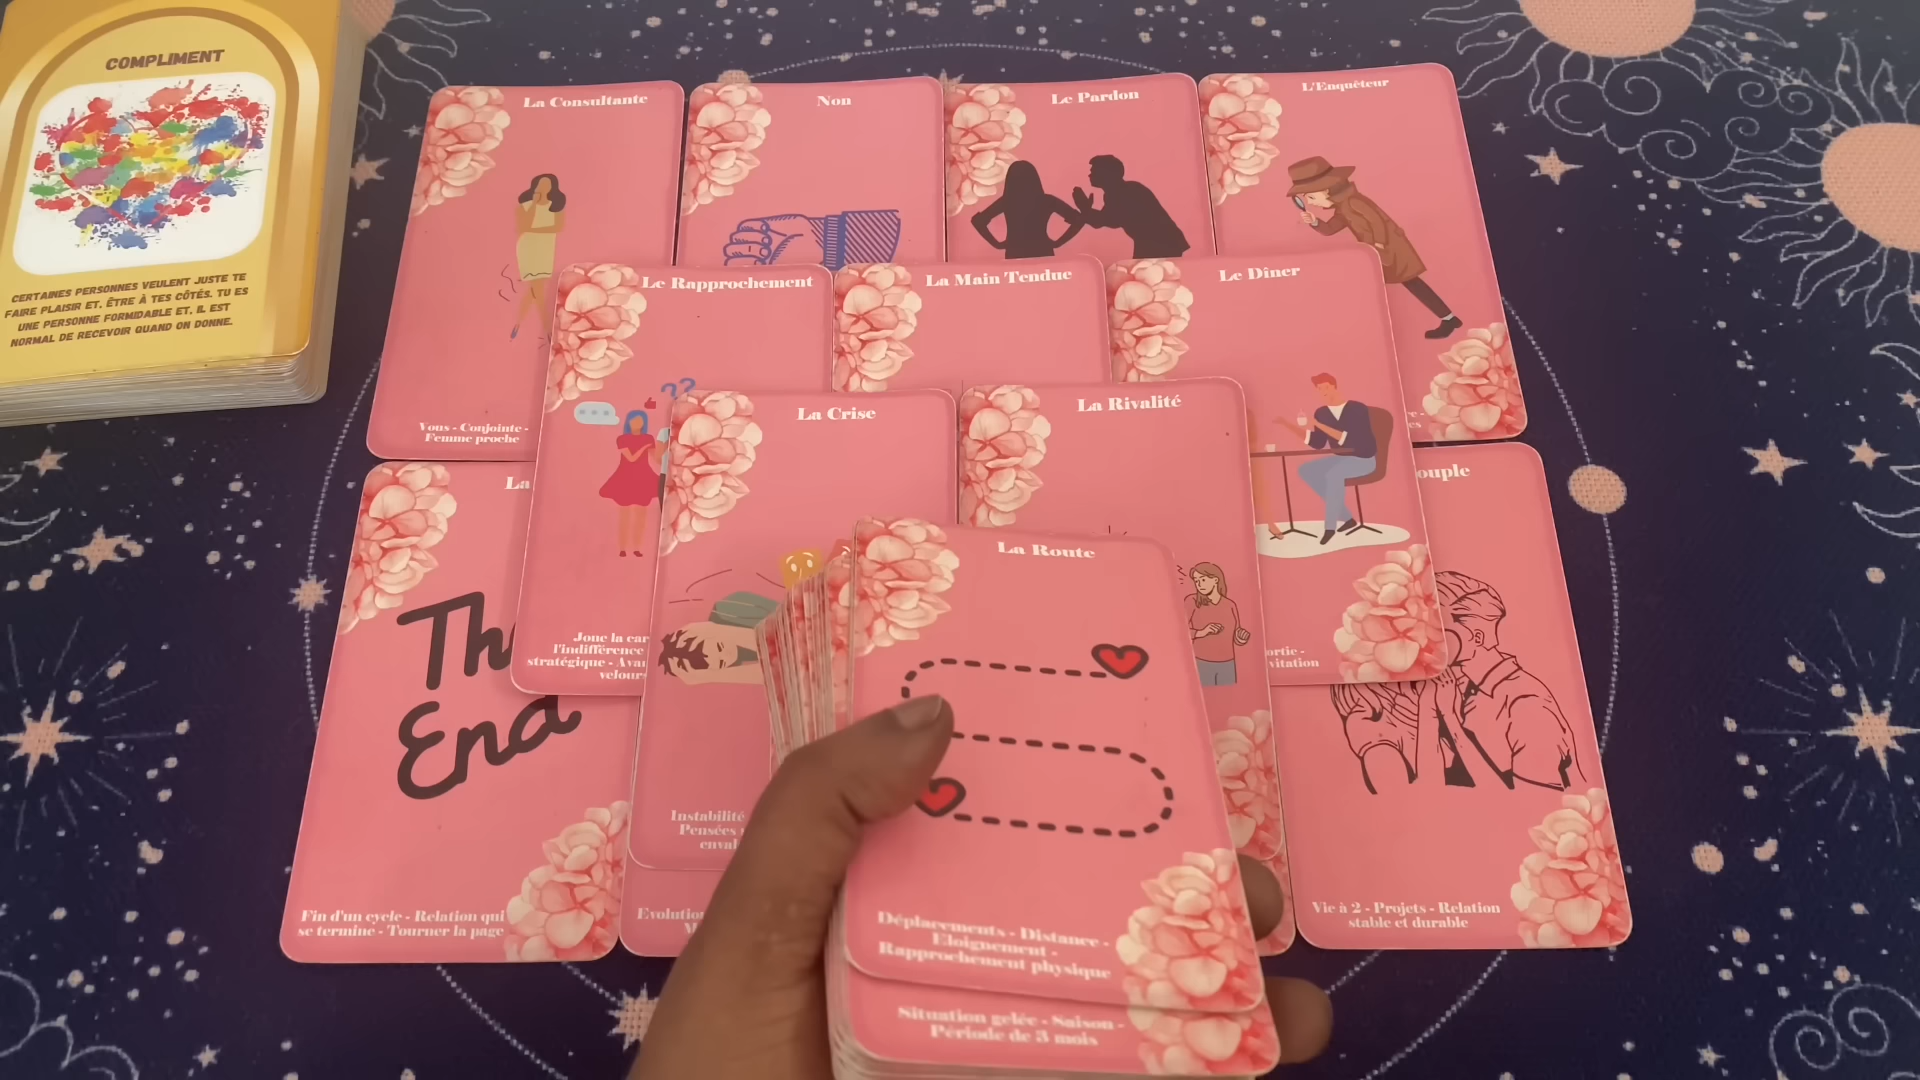 COMPLIMENT
CERTAINES PERSONNES VEULENT JUSTE TE
FAIRE PLAISIR ET, ÊTRE À TES CÔTÉS. TU ES
UNE PERSONNE FORMIDABLE ET, IL EST
NORMAL DE RECEVOIR QUAND ON DONNE.
La Consultante
Vous - Conjointe -
Femme proche
Non
Le Pardon
L'Enquêteur
Le Rapprochement
??
Joue la
l'indifférence
stratégique -
La Main Tendue
Le Dîner
La Crise
Instabilité
Pensées
La Rivalité
La
The
End
Fin d'un cycle - Relation qui
se termine - Tourner la page
Vie à 2 - Projets - Relation
stable et durable
La Route
Déplacements - Distance -
Eloignement -
Rapprochement physique
Situation gelée - Saison -
Période de 3 mois